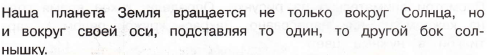 Наша планета Земля вращается не только вокруг Солнца, но
и вокруг своей оси, подставляя то один, то другой бок сол-
нышку.